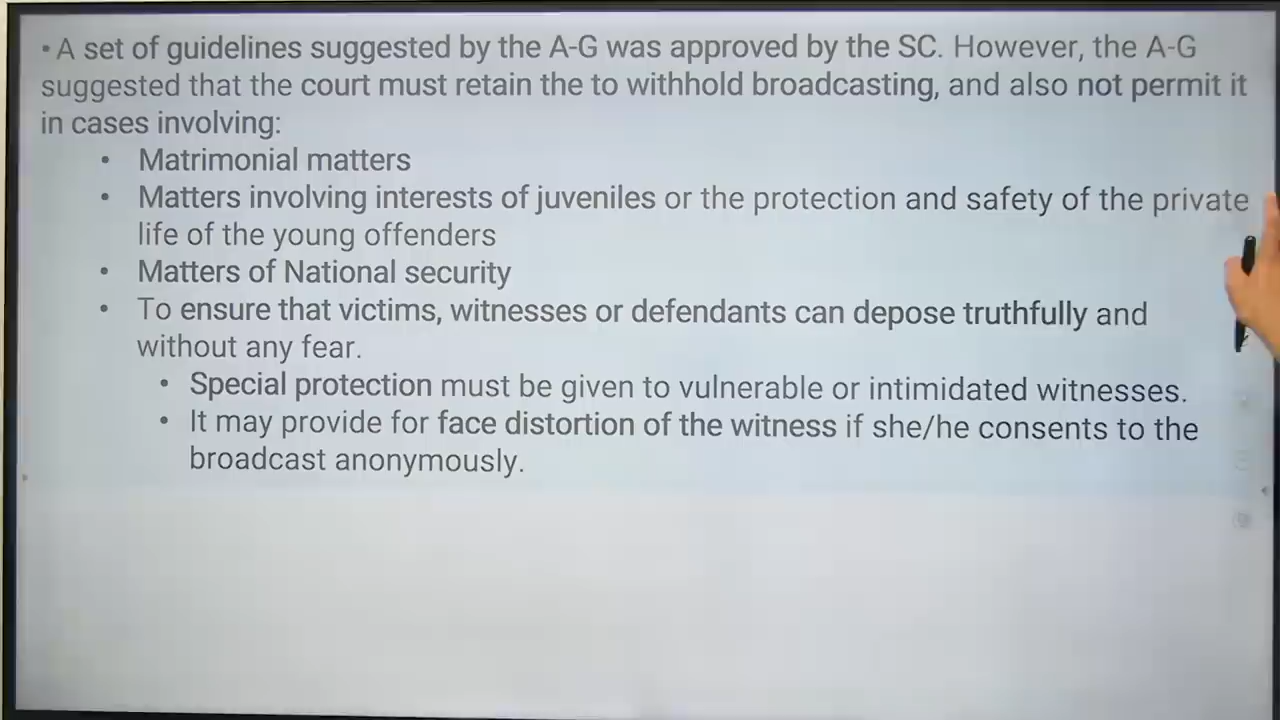 • A set of guidelines suggested by the A-G was approved by the SC. However, the A-G
suggested that the court must retain the to withhold broadcasting, and also not permit it
in cases involving:
• Matrimonial matters
• Matters involving interests of juveniles or the protection and safety of the private
life of the young offenders
• Matters of National security
• To ensure that victims, witnesses or defendants can depose truthfully and
without any fear.
• Special protection must be given to vulnerable or intimidated witnesses.
• It may provide for face distortion of the witness if she/he consents to the
broadcast anonymously.